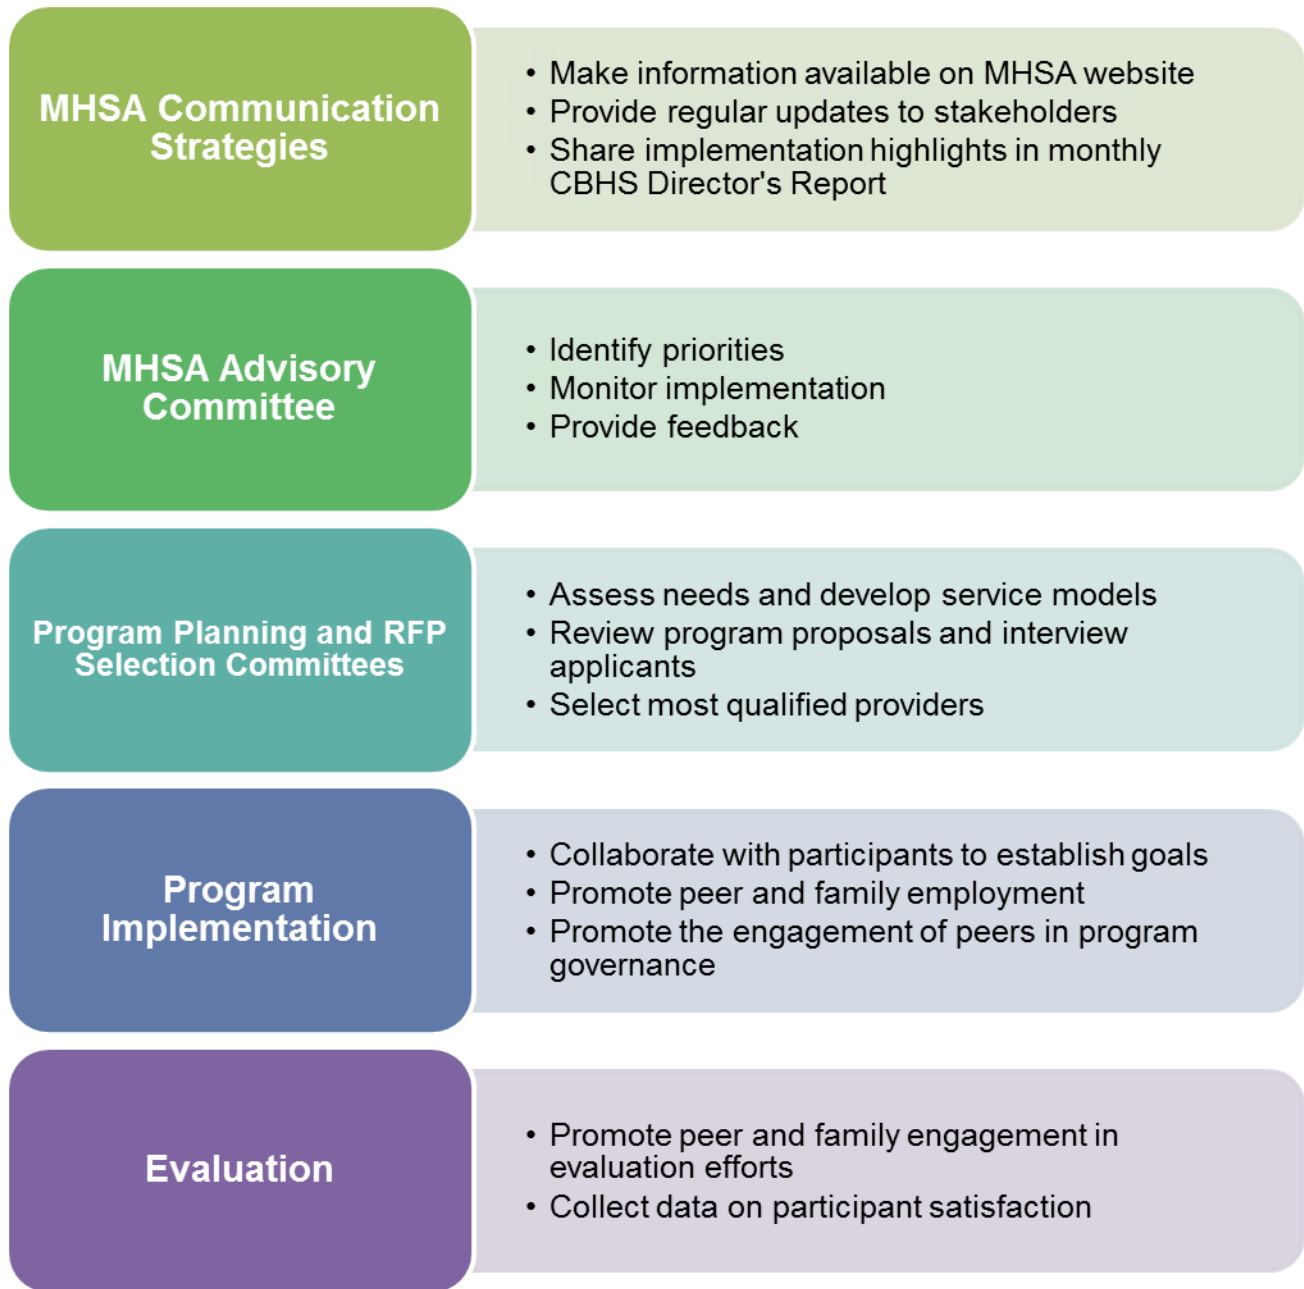 MHSA Communication
Strategies
• Make information available on MHSA website
• Provide regular updates to stakeholders
• Share implementation highlights in monthly
CBHS Director's Report
MHSA Advisory
Committee
• Identify priorities
• Monitor implementation
• Provide feedback
Program Planning and RFP
Selection Committees
• Assess needs and develop service models
• Review program proposals and interview
applicants
• Select most qualified providers
Program
Implementation
• Collaborate with participants to establish goals
• Promote peer and family employment
• Promote the engagement of peers in program
governance
Evaluation
• Promote peer and family engagement in
evaluation efforts
• Collect data on participant satisfaction